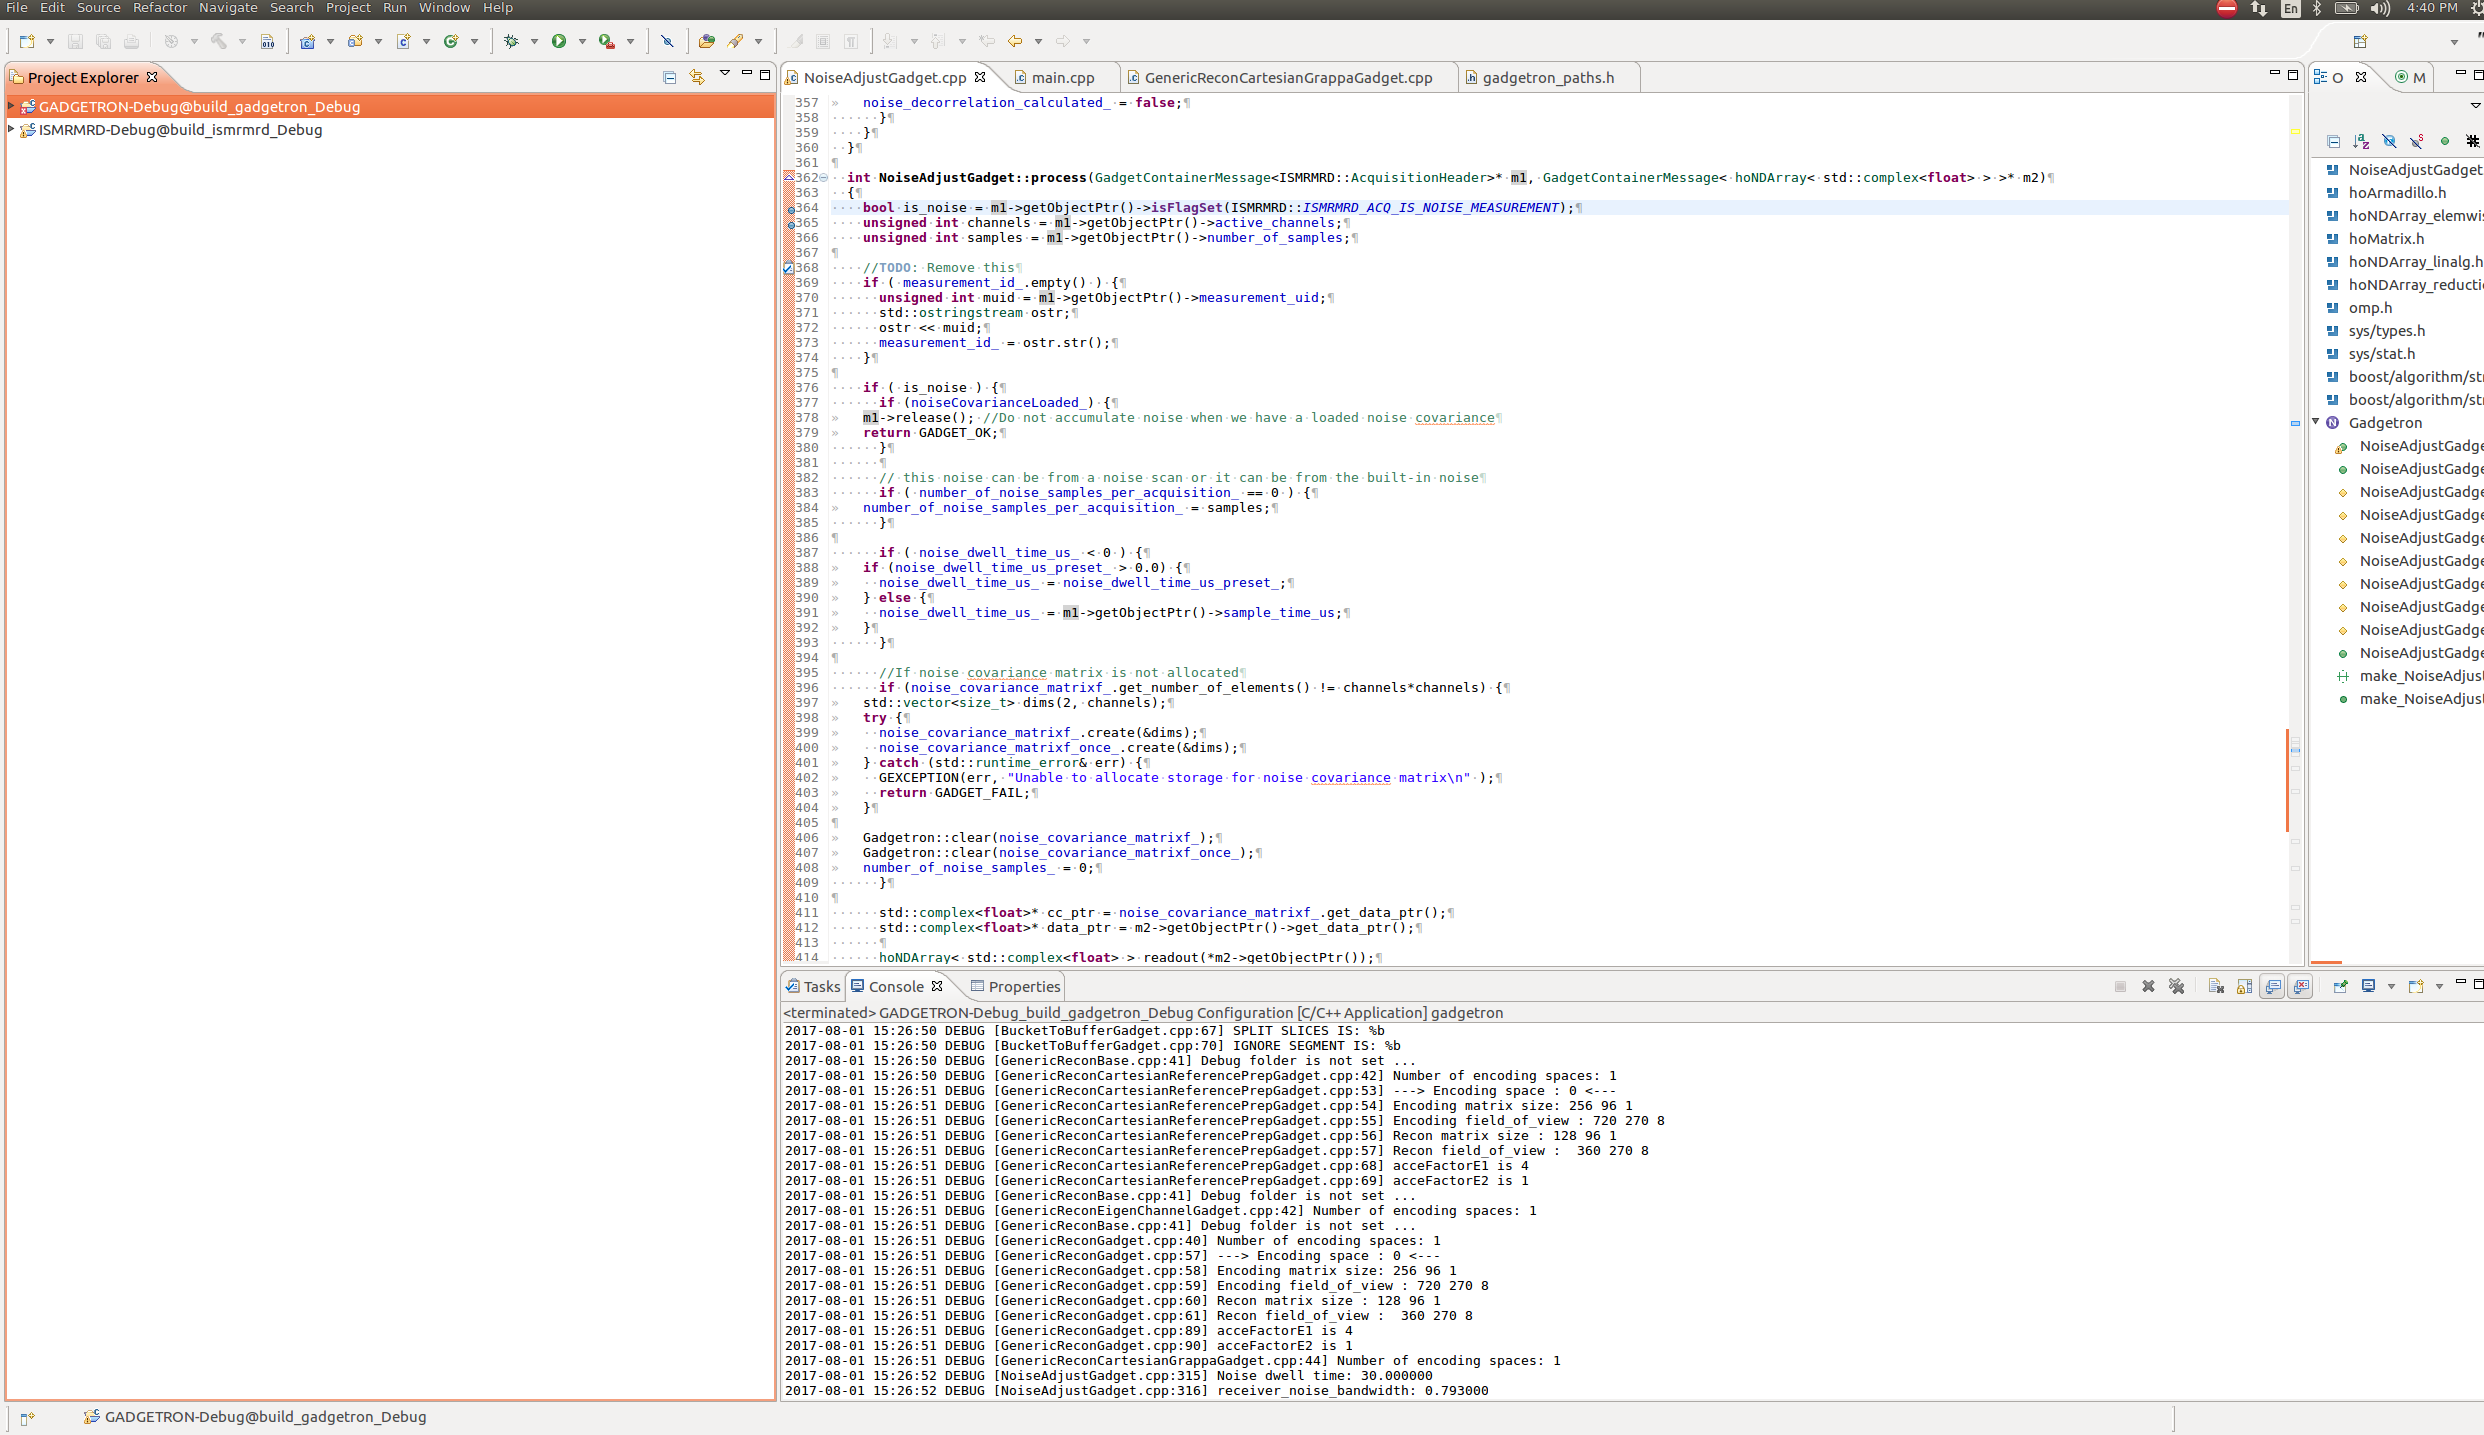 File Edit Source Refactor Navigate Search Project Run Window Help
En 4:40 PM
Project Explorer
GADGETRON-Debug@build_gadgetron_Debug
ISMRMRD-Debug@build_ismrmrd_Debug
NoiseAdjustGadget.cpp main.cpp GenericReconCartesianGrappaGadget.cpp gadgetron_paths.h
357 noise_decorrelation_calculated_ = false;
358 }
359 }
360 }
361
362 int NoiseAdjustGadget::process(GadgetContainerMessage<ISMRMRD::AcquisitionHeader>* m1, GadgetContainerMessage< hoNDArray< std::complex<float> > >* m2)
363 {
364 bool is_noise = m1->getObjectPtr()->isFlagSet(ISMRMRD::ISMRMRD_ACQ_IS_NOISE_MEASUREMENT);
365 unsigned int channels = m1->getObjectPtr()->active_channels;
366 unsigned int samples = m1->getObjectPtr()->number_of_samples;
367
368 //TODO: Remove this
369 if ( measurement_id_.empty() ) {
370 unsigned int muid = m1->getObjectPtr()->measurement_uid;
371 std::ostringstream ostr;
372 ostr << muid;
373 measurement_id_ = ostr.str();
374 }
375
376 if ( is_noise ) {
377 if (noiseCovarianceLoaded_) {
378 m1->release(); //Do not accumulate noise when we have a loaded noise covariance
379 return GADGET_OK;
380 }
381
382 // this noise can be from a noise scan or it can be from the built-in noise
383 if ( number_of_noise_samples_per_acquisition_ == 0 ) {
384 number_of_noise_samples_per_acquisition_ = samples;
385 }
386
387 if ( noise_dwell_time_us_ < 0 ) {
388 if (noise_dwell_time_us_preset_ > 0.0) {
389 noise_dwell_time_us_ = noise_dwell_time_us_preset_;
390 } else {
391 noise_dwell_time_us_ = m1->getObjectPtr()->sample_time_us;
392 }
393 }
394
395 //If noise covariance matrix is not allocated
396 if (noise_covariance_matrixf_.get_number_of_elements() != channels*channels) {
397 std::vector<size_t> dims(2, channels);
398 try {
399 noise_covariance_matrixf_.create(&dims);
400 noise_covariance_matrixf_once_.create(&dims);
401 } catch (std::runtime_error& err) {
402 GEXCEPTION(err, "Unable to allocate storage for noise covariance matrix\n" );
403 return GADGET_FAIL;
404 }
405
406 Gadgetron::clear(noise_covariance_matrixf_);
407 Gadgetron::clear(noise_covariance_matrixf_once_);
408 number_of_noise_samples_ = 0;
409 }
410
411 std::complex<float>* cc_ptr = noise_covariance_matrixf_.get_data_ptr();
412 std::complex<float>* data_ptr = m2->getObjectPtr()->get_data_ptr();
413
414 hoNDArray< std::complex<float> > readout(*m2->getObjectPtr());
O M
NoiseAdjustGadget
hoArmadillo.h
hoNDArray_elemwis
hoMatrix.h
hoNDArray_linalg.h
hoNDArray_reductio
omp.h
sys/types.h
sys/stat.h
boost/algorithm/str
boost/algorithm/str
Gadgetron
NoiseAdjustGadge
NoiseAdjustGadge
NoiseAdjustGadge
NoiseAdjustGadge
NoiseAdjustGadge
NoiseAdjustGadge
NoiseAdjustGadge
NoiseAdjustGadge
NoiseAdjustGadge
NoiseAdjustGadge
make_NoiseAdjust
make_NoiseAdjust
Tasks Console Properties
<terminated> GADGETRON-Debug_build_gadgetron_Debug Configuration [C/C++ Application] gadgetron
2017-08-01 15:26:50 DEBUG [BucketToBufferGadget.cpp:67] SPLIT SLICES IS: %b
2017-08-01 15:26:50 DEBUG [BucketToBufferGadget.cpp:70] IGNORE SEGMENT IS: %b
2017-08-01 15:26:50 DEBUG [GenericReconBase.cpp:41] Debug folder is not set ...
2017-08-01 15:26:50 DEBUG [GenericReconCartesianReferencePrepGadget.cpp:42] Number of encoding spaces: 1
2017-08-01 15:26:51 DEBUG [GenericReconCartesianReferencePrepGadget.cpp:53] ---> Encoding space : 0 <---
2017-08-01 15:26:51 DEBUG [GenericReconCartesianReferencePrepGadget.cpp:54] Encoding matrix size: 256 96 1
2017-08-01 15:26:51 DEBUG [GenericReconCartesianReferencePrepGadget.cpp:55] Encoding field_of_view : 720 270 8
2017-08-01 15:26:51 DEBUG [GenericReconCartesianReferencePrepGadget.cpp:56] Recon matrix size : 128 96 1
2017-08-01 15:26:51 DEBUG [GenericReconCartesianReferencePrepGadget.cpp:57] Recon field_of_view :  360 270 8
2017-08-01 15:26:51 DEBUG [GenericReconCartesianReferencePrepGadget.cpp:68] acceFactorE1 is 4
2017-08-01 15:26:51 DEBUG [GenericReconCartesianReferencePrepGadget.cpp:69] acceFactorE2 is 1
2017-08-01 15:26:51 DEBUG [GenericReconBase.cpp:41] Debug folder is not set ...
2017-08-01 15:26:51 DEBUG [GenericReconEigenChannelGadget.cpp:42] Number of encoding spaces: 1
2017-08-01 15:26:51 DEBUG [GenericReconBase.cpp:41] Debug folder is not set ...
2017-08-01 15:26:51 DEBUG [GenericReconGadget.cpp:40] Number of encoding spaces: 1
2017-08-01 15:26:51 DEBUG [GenericReconGadget.cpp:57] ---> Encoding space : 0 <---
2017-08-01 15:26:51 DEBUG [GenericReconGadget.cpp:58] Encoding matrix size: 256 96 1
2017-08-01 15:26:51 DEBUG [GenericReconGadget.cpp:59] Encoding field_of_view : 720 270 8
2017-08-01 15:26:51 DEBUG [GenericReconGadget.cpp:60] Recon matrix size : 128 96 1
2017-08-01 15:26:51 DEBUG [GenericReconGadget.cpp:61] Recon field_of_view :  360 270 8
2017-08-01 15:26:51 DEBUG [GenericReconGadget.cpp:89] acceFactorE1 is 4
2017-08-01 15:26:51 DEBUG [GenericReconGadget.cpp:90] acceFactorE2 is 1
2017-08-01 15:26:51 DEBUG [GenericReconCartesianGrappaGadget.cpp:44] Number of encoding spaces: 1
2017-08-01 15:26:52 DEBUG [NoiseAdjustGadget.cpp:315] Noise dwell time: 30.000000
2017-08-01 15:26:52 DEBUG [NoiseAdjustGadget.cpp:316] receiver_noise_bandwidth: 0.793000
GADGETRON-Debug@build_gadgetron_Debug